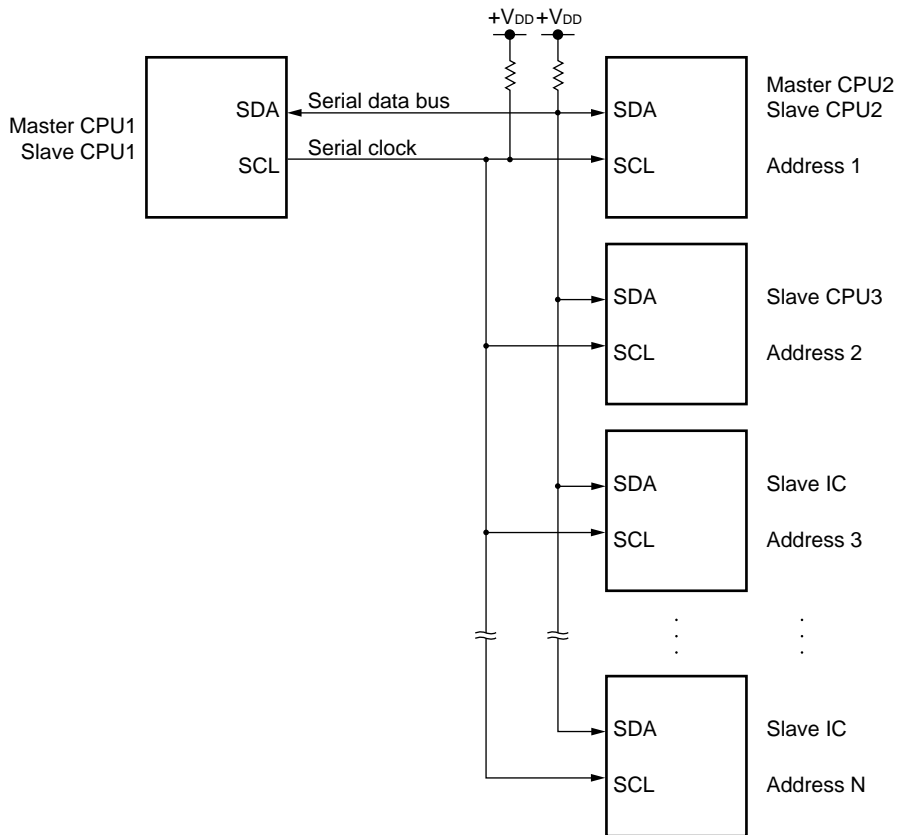 +VDD +VDD
Master CPU1
Slave CPU1
SDA
SCL
Serial data bus
Serial clock
SDA
SCL
Master CPU2
Slave CPU2
Address 1
SDA
SCL
Slave CPU3
Address 2
SDA
SCL
Slave IC
Address 3
SDA
SCL
Slave IC
Address N